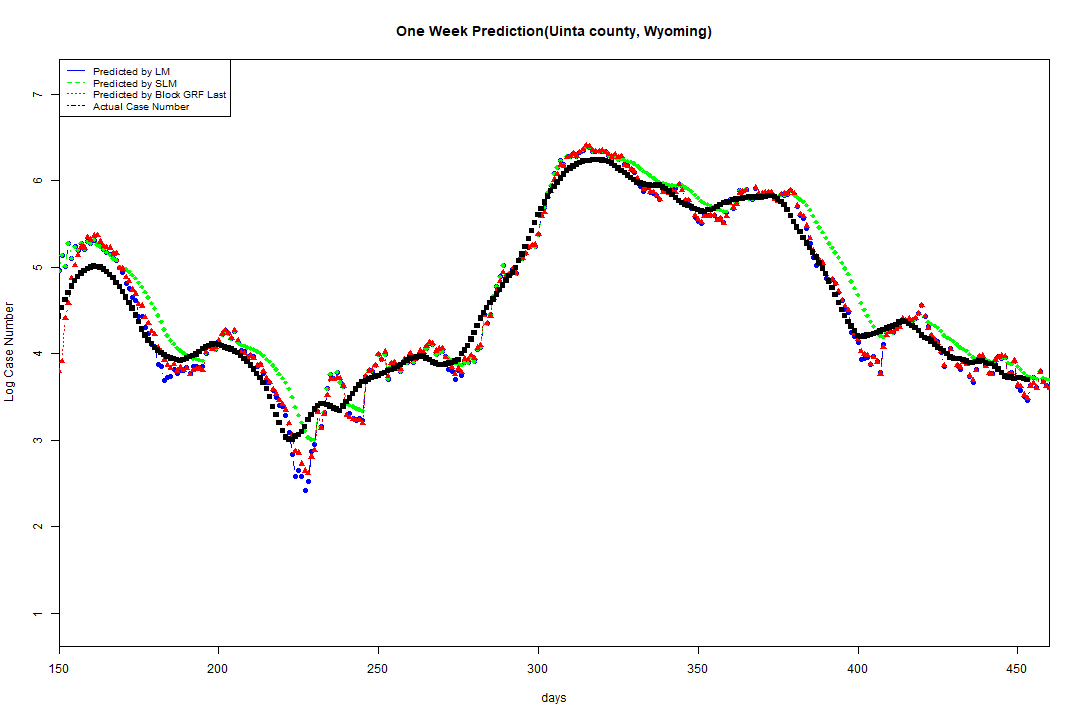 One Week Prediction(Uinta county, Wyoming)
Predicted by LM
Predicted by SLM
Predicted by Block GRF Last
Actual Case Number
7
6
5
4
3
2
1
Log Case Number
150 200 250 300 350 400 450
days